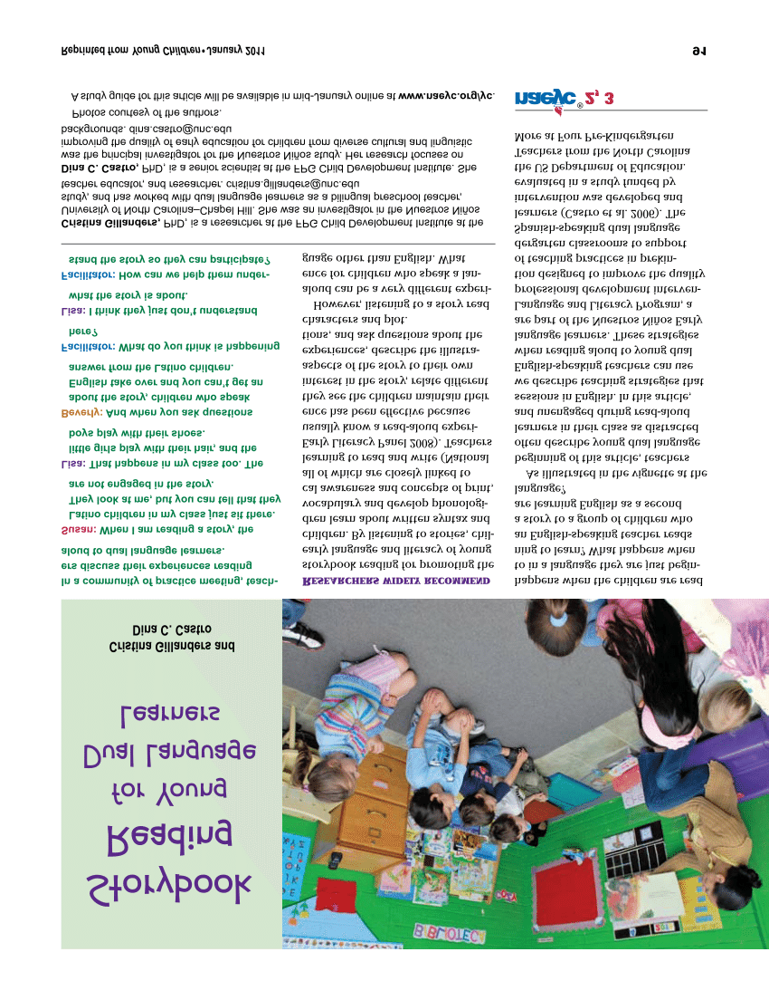 Storybook
Reading
for Young
Dual Language
Learners
Cristina Gillanders and
Dina C. Castro
BIBLIOTEC
COZY
In a community of practice meeting, teach-
ers discuss their experiences reading
aloud to dual language learners.
Susan: When I am reading a story, the
Latino children in my class just sit there.
They look at me, but you can tell that they
are not engaged in the story.
Lisa: That happens in my class too. The
little girls play with their hair, and the
boys play with their shoes.
Beverly: And when you ask questions
about the story, children who speak
English take over and you can't get an
answer from the Latino children.
Facilitator: What do you think is happening
here?
Lisa: I think they just don't understand
what the story is about.
Facilitator: How can we help them under-
stand the story so they can participate?
Researchers widely recommend
storybook reading for promoting the
early language and literacy of young
children. By listening to stories, chil-
dren learn about written syntax and
vocabulary and develop phonologi-
cal awareness and concepts of print,
all of which are closely linked to
learning to read and write (National
Early Literacy Panel 2008). Teachers
usually know a read-aloud experi-
ence has been effective because
they see the children maintain their
interest in the story, relate different
aspects of the story to their own
experiences, describe the illustra-
tions, and ask questions about the
characters and plot.
However, listening to a story read
aloud can be a very different experi-
ence for children who speak a lan-
guage other than English. What
happens when the children are read
to in a language they are just begin-
ning to learn? What happens when
an English-speaking teacher reads
a story to a group of children who
are learning English as a second
language?
As illustrated in the vignette at the
beginning of this article, teachers
often describe young dual language
learners in their class as distracted
and unengaged during read-aloud
sessions in English. In this article,
we describe teaching strategies that
English-speaking teachers can use
when reading aloud to young dual
language learners. These strategies
are part of the Nuestros Niños Early
Language and Literacy Program, a
professional development interven-
tion designed to improve the quality
of teaching practices in prekin-
dergarten classrooms to support
Spanish-speaking dual language
learners (Castro et al. 2006). The
intervention was developed and
evaluated in a study funded by
the US Department of Education.
Teachers from the North Carolina
More at Four Pre-Kindergarten
Cristina Gillanders, PhD, is a researcher at the FPG Child Development Institute at the
University of North Carolina–Chapel Hill. She was an investigator in the Nuestros Niños
study, and has worked with dual language learners as a bilingual preschool teacher,
teacher educator, and researcher. cristina.gillanders@unc.edu
Dina C. Castro, PhD, is a senior scientist at the FPG Child Development Institute. She
was the principal investigator for the Nuestros Niños study. Her research focuses on
improving the quality of early education for children from diverse cultural and linguistic
backgrounds. dina.castro@unc.edu
Photos courtesy of the authors.
A study guide for this article will be available in mid-January online at www.naeyc.org/yc.
naeyc® 2, 3
Reprinted from Young Children • January 2011
91